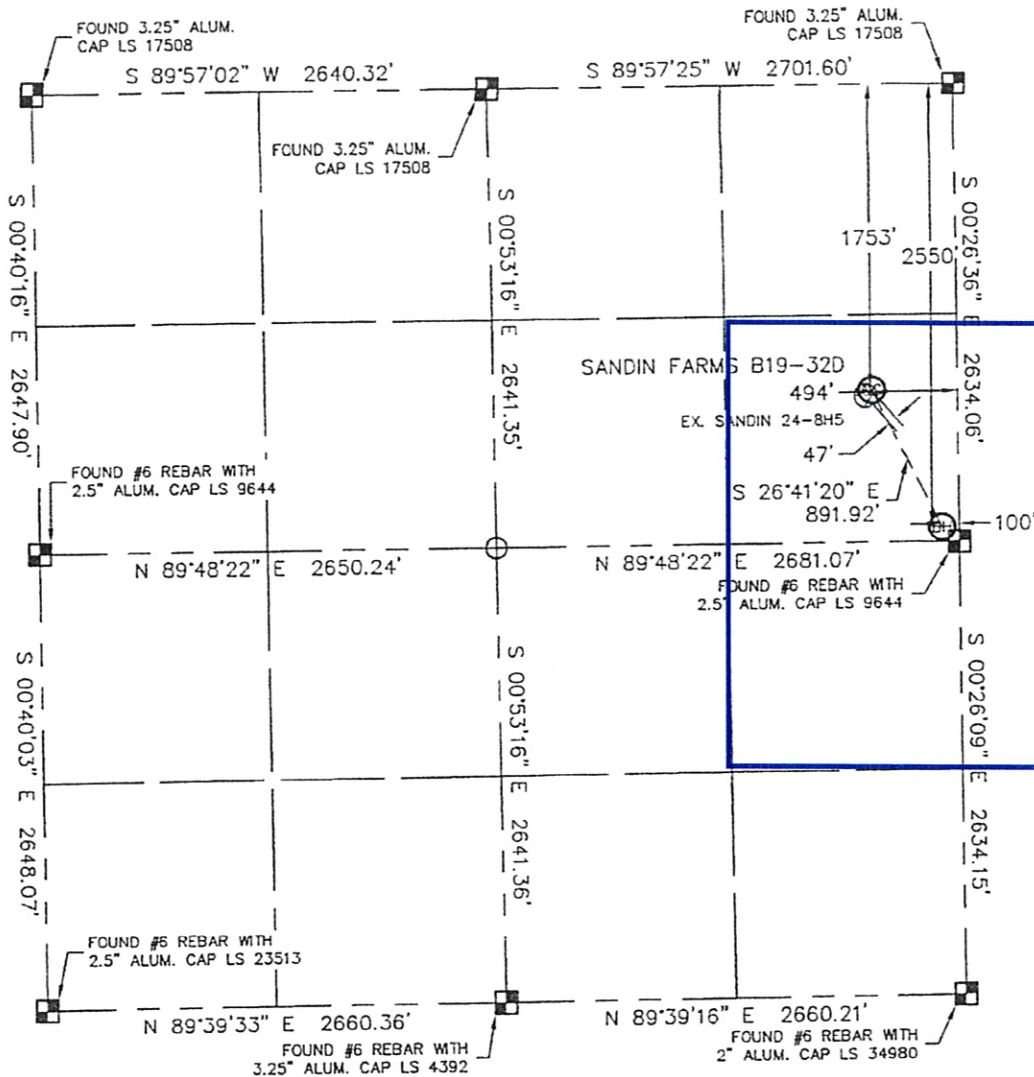 FOUND 3.25" ALUM.
CAP LS 17508
FOUND 3.25" ALUM.
CAP LS 17508
S 89°57'02" W 2640.32'
S 89°57'25" W 2701.60'
FOUND 3.25" ALUM.
CAP LS 17508
S 00°40'16" E 2647.90'
S 00°53'16" E 2641.35'
S 00°26'36" E 2634.06'
1753'
2550'
SANDIN FARMS B19-32D
494'
EX. SANDIN 24-8H5
47'
S 26°41'20" E
891.92'
100'
FOUND #6 REBAR WITH
2.5" ALUM. CAP LS 9644
N 89°48'22" E 2650.24'
N 89°48'22" E 2681.07'
FOUND #6 REBAR WITH
2.5" ALUM. CAP LS 9644
S 00°40'03" E 2648.07'
S 00°53'16" E 2641.36'
S 00°26'09" E 2634.15'
FOUND #6 REBAR WITH
2.5" ALUM. CAP LS 23513
N 89°39'33" E 2660.36'
N 89°39'16" E 2660.21'
FOUND #6 REBAR WITH
3.25" ALUM. CAP LS 4392
FOUND #6 REBAR WITH
2" ALUM. CAP LS 34980